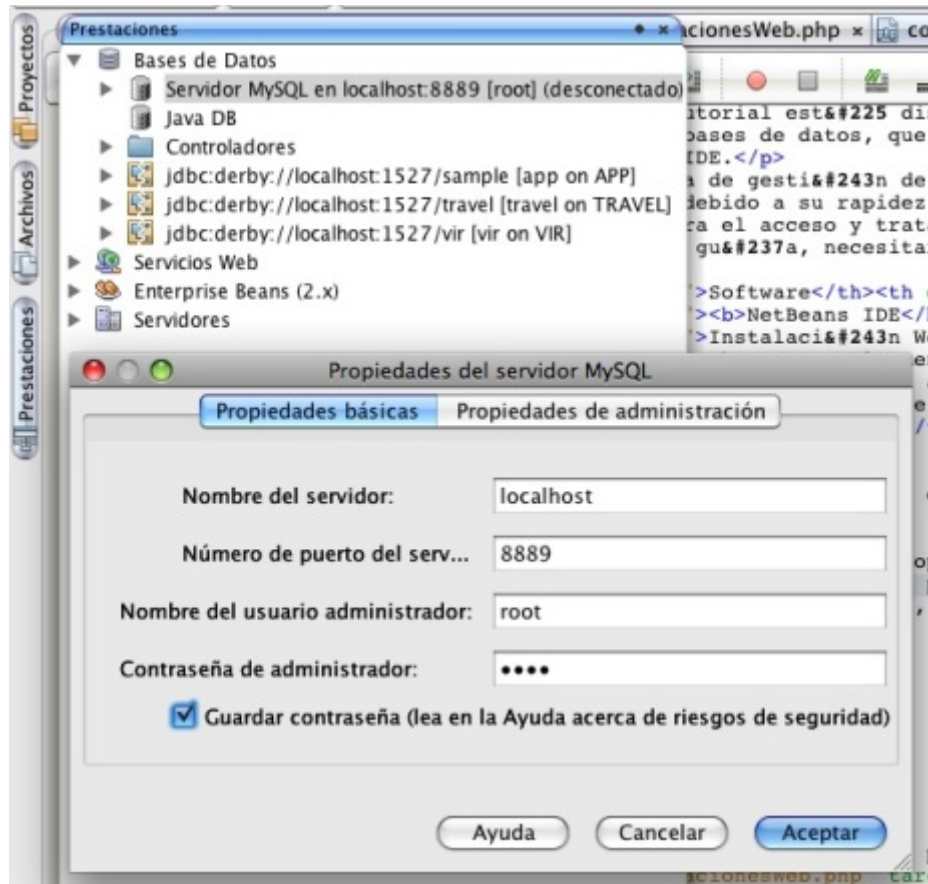 Proyectos
Archivos
Prestaciones
Prestaciones
Bases de Datos
Servidor MySQL en localhost:8889 [root] (desconectado)
Java DB
Controladores
jdbc:derby://localhost:1527/sample [app on APP]
jdbc:derby://localhost:1527/travel [travel on TRAVEL]
jdbc:derby://localhost:1527/vir [vir on VIR]
Servicios Web
Enterprise Beans (2.x)
Servidores
cionesWeb.php
co
utorial est&#225 di
bases de datos, que
IDE.</p>
a de gesti&#243n de
debido a su rapidez
ra el acceso y trat
gu&#237a, necesita
">Software</th><th
"><b>NetBeans IDE</
">Instalaci&#243n W
Propiedades del servidor MySQL
Propiedades básicas
Propiedades de administración
Nombre del servidor:
localhost
Número de puerto del serv...
8889
Nombre del usuario administrador:
root
Contraseña de administrador:
••••
Guardar contraseña (lea en la Ayuda acerca de riesgos de seguridad)
Ayuda
Cancelar
Aceptar